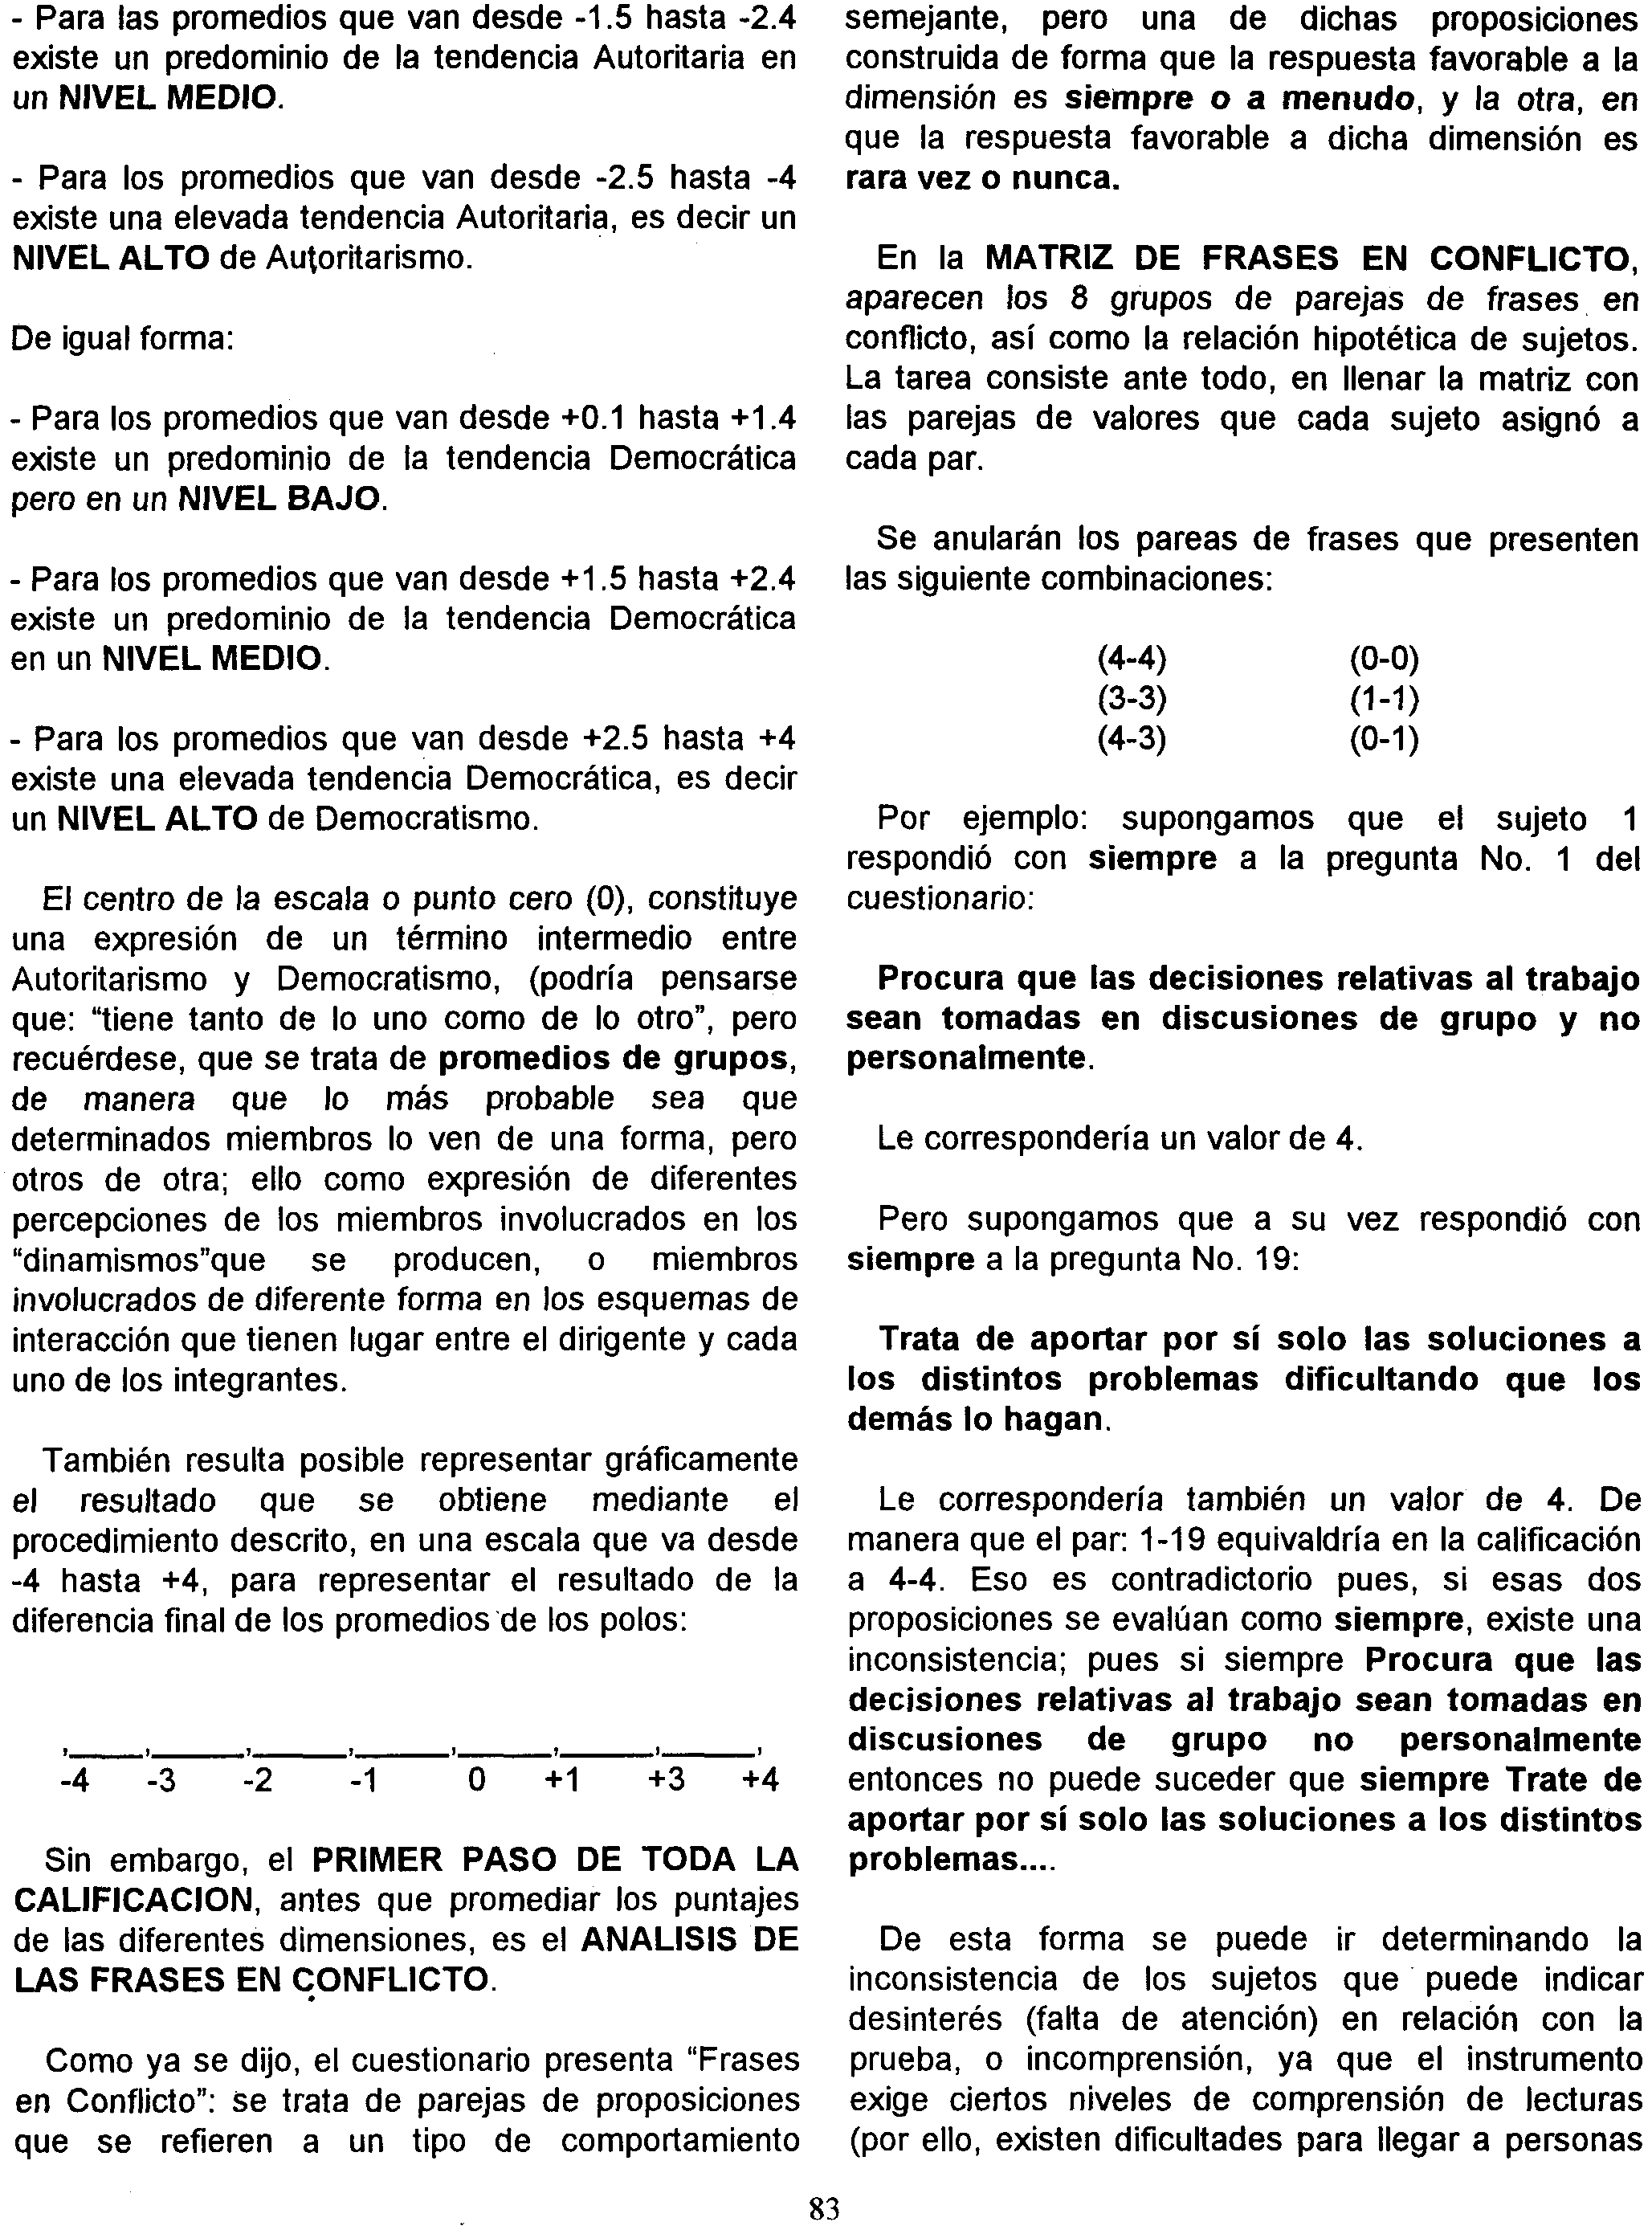 - Para las promedios que van desde -1.5 hasta -2.4
existe un predominio de la tendencia Autoritaria en
un NIVEL MEDIO.
- Para los promedios que van desde -2.5 hasta -4
existe una elevada tendencia Autoritaria, es decir un
NIVEL ALTO de Autoritarismo.
De igual forma:
- Para los promedios que van desde +0.1 hasta +1.4
existe un predominio de la tendencia Democrática
pero en un NIVEL BAJO.
- Para los promedios que van desde +1.5 hasta +2.4
existe un predominio de la tendencia Democrática
en un NIVEL MEDIO.
- Para los promedios que van desde +2.5 hasta +4
existe una elevada tendencia Democrática, es decir
un NIVEL ALTO de Democratismo.
El centro de la escala o punto cero (0), constituye
una expresión de un término intermedio entre
Autoritarismo y Democratismo, (podría pensarse
que: “tiene tanto de lo uno como de lo otro”, pero
recuérdese, que se trata de promedios de grupos,
de manera que lo más probable sea que
determinados miembros lo ven de una forma, pero
otros de otra; ello como expresión de diferentes
percepciones de los miembros involucrados en los
“dinamismos”que se producen, o miembros
involucrados de diferente forma en los esquemas de
interacción que tienen lugar entre el dirigente y cada
uno de los integrantes.
También resulta posible representar gráficamente
el resultado que se obtiene mediante el
procedimiento descrito, en una escala que va desde
-4 hasta +4, para representar el resultado de la
diferencia final de los promedios de los polos:
-4 -3 -2 -1 0 +1 +3 +4
Sin embargo, el PRIMER PASO DE TODA LA
CALIFICACION, antes que promediar los puntajes
de las diferentes dimensiones, es el ANALISIS DE
LAS FRASES EN CONFLICTO.
Como ya se dijo, el cuestionario presenta “Frases
en Conflicto”: se trata de parejas de proposiciones
que se refieren a un tipo de comportamiento
semejante, pero una de dichas proposiciones
construida de forma que la respuesta favorable a la
dimensión es siempre o a menudo, y la otra, en
que la respuesta favorable a dicha dimensión es
rara vez o nunca.
En la MATRIZ DE FRASES EN CONFLICTO,
aparecen los 8 grupos de parejas de frases en
conflicto, así como la relación hipotética de sujetos.
La tarea consiste ante todo, en llenar la matriz con
las parejas de valores que cada sujeto asignó a
cada par.
Se anularán los pareas de frases que presenten
las siguiente combinaciones:
(4-4) (0-0)
(3-3) (1-1)
(4-3) (0-1)
Por ejemplo: supongamos que el sujeto 1
respondió con siempre a la pregunta No. 1 del
cuestionario:
Procura que las decisiones relativas al trabajo
sean tomadas en discusiones de grupo y no
personalmente.
Le correspondería un valor de 4.
Pero supongamos que a su vez respondió con
siempre a la pregunta No. 19:
Trata de aportar por sí solo las soluciones a
los distintos problemas dificultando que los
demás lo hagan.
Le correspondería también un valor de 4. De
manera que el par: 1-19 equivaldría en la calificación
a 4-4. Eso es contradictorio pues, si esas dos
proposiciones se evalúan como siempre, existe una
inconsistencia; pues si siempre Procura que las
decisiones relativas al trabajo sean tomadas en
discusiones de grupo no personalmente
entonces no puede suceder que siempre Trate de
aportar por sí solo las soluciones a los distintos
problemas....
De esta forma se puede ir determinando la
inconsistencia de los sujetos que puede indicar
desinterés (falta de atención) en relación con la
prueba, o incomprensión, ya que el instrumento
exige ciertos niveles de comprensión de lecturas
(por ello, existen dificultades para llegar a personas
83